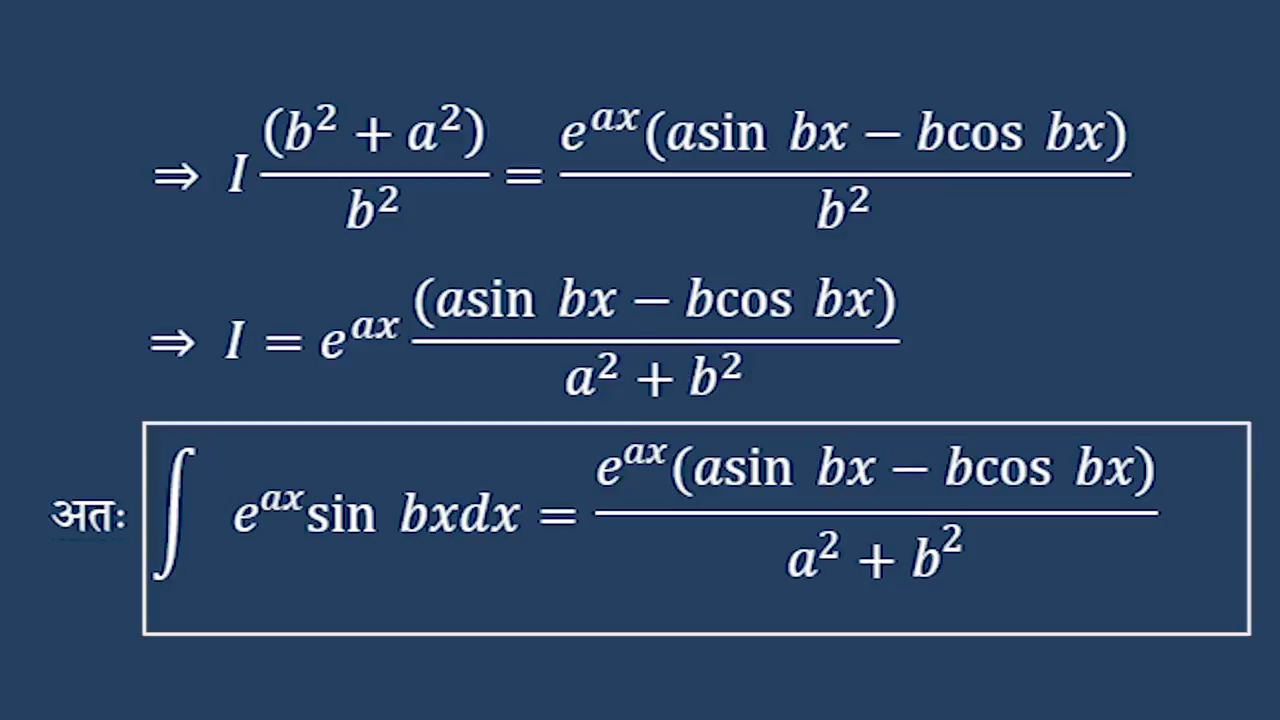 ⇒ I (b² + a²)/b² = e^{ax}(asin bx − bcos bx)/b²
⇒ I = e^{ax} (asin bx − bcos bx)/(a² + b²)
अतः ∫ e^{ax}sin bxdx = e^{ax}(asin bx − bcos bx)/(a² + b²)